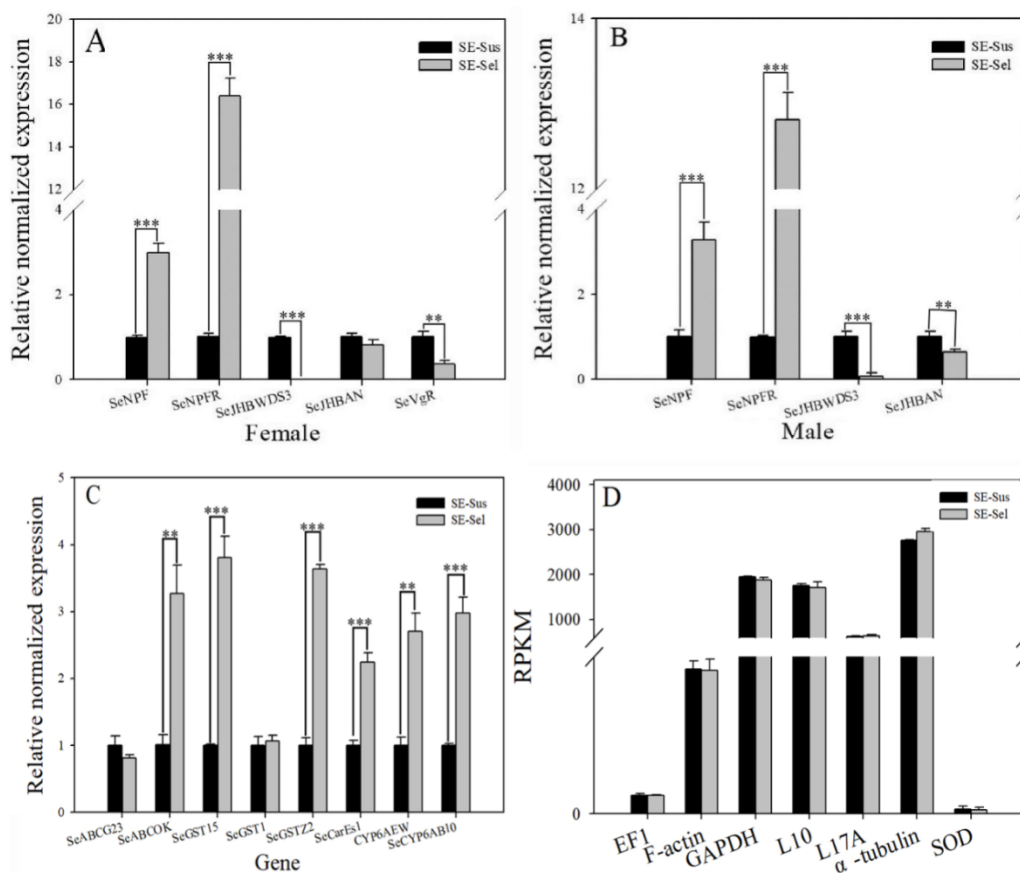 A
SE-Sus
SE-Sel
Relative normalized expression
20
18
16
14
12
4
2
0
***
***
***
**
SeNPF
SeNPFR
SeJHBWDS3
SeJHBAN
SeVgR
Female
B
SE-Sus
SE-Sel
Relative normalized expression
14
12
4
2
0
***
***
***
**
SeNPF
SeNPFR
SeJHBWDS3
SeJHBAN
Male
C
SE-Sus
SE-Sel
Relative normalized expression
5
4
3
2
1
0
**
***
***
***
**
***
SeABCG23
SeABCOK
SeGST15
SeGST1
SeGSTZ2
SeCarEs1
CYP6AEW
SeCYP6AB10
Gene
D
SE-Sus
SE-Sel
RPKM
4000
3000
2000
1000
0
EF1
F-actin
GAPDH
L10
L17A
α -tubulin
SOD